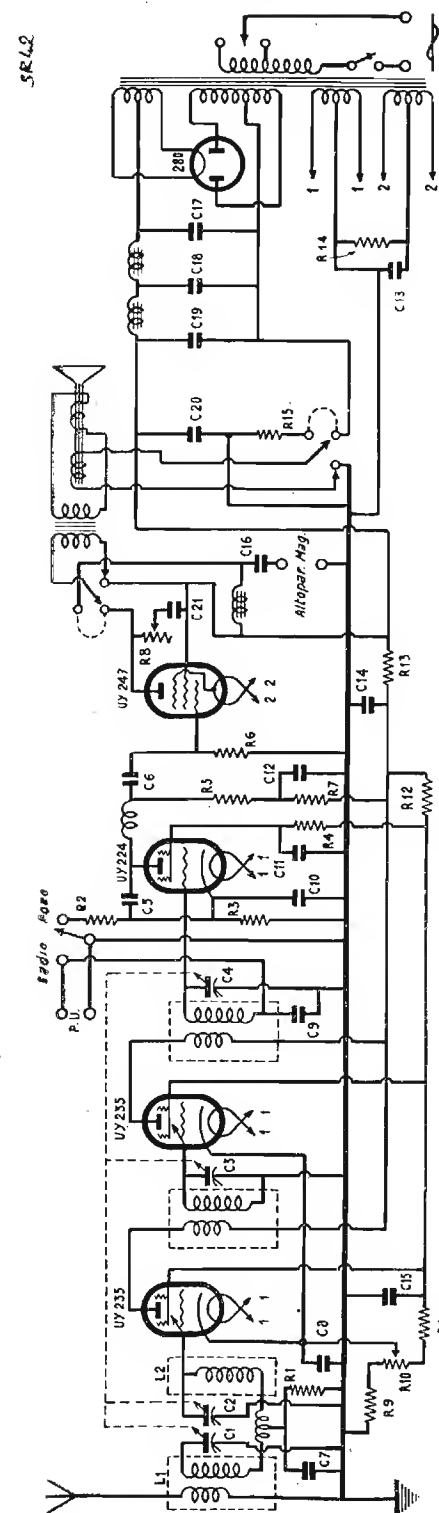 SR42
280
C17
C18
C19
C20
R15
R14
C13
1 1 2 2
C16
Altopar. Mag.
C21
R8
UY 247
2 2
R13
C14
C6
R6
R5
C12
R7
UY224
1 1
C11
R4
R12
C5
R2
R3
C10
Radio Fono
P.U.
C4
C9
UY 235
1 1
C3
UY 235
1 1
C15
C8
R10
R9
R1
L2
C2
C1
L1
C7